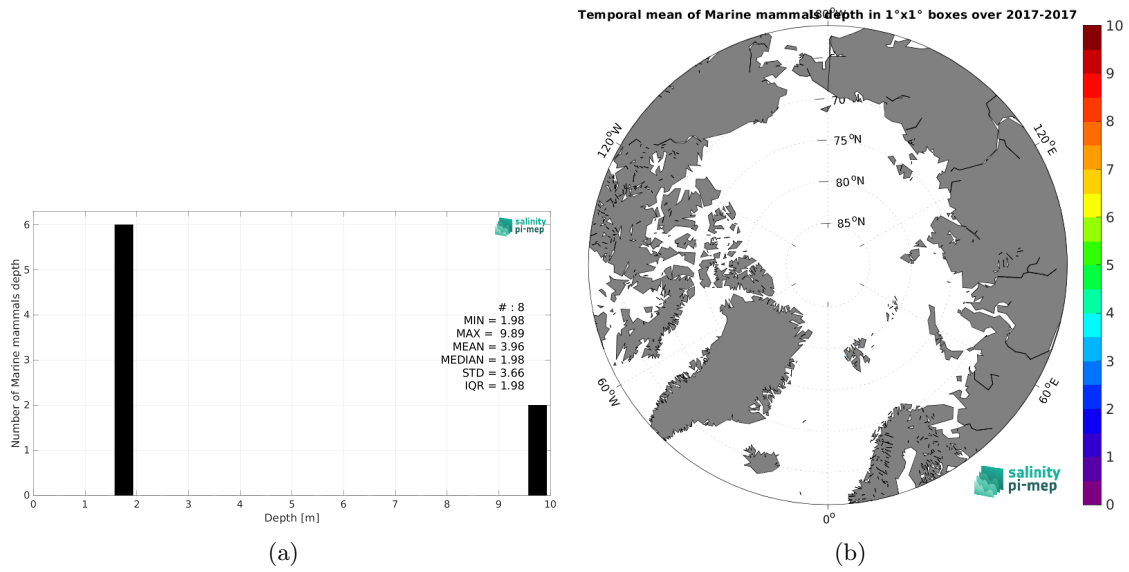 6
5
4
3
2
1
0
Number of Marine mammals depth
0 1 2 3 4 5 6 7 8 9 10
Depth [m]
salinity
pi-mep
# : 8
MIN = 1.98
MAX = 9.89
MEAN = 3.96
MEDIAN = 1.98
STD = 3.66
IQR = 1.98
(a)
Temporal mean of Marine mammals depth in 1°x1° boxes over 2017-2017
180°W
120°W
120°E
70°N
75°N
80°N
85°N
60°W
60°E
0°
salinity
pi-mep
10
9
8
7
6
5
4
3
2
1
0
(b)